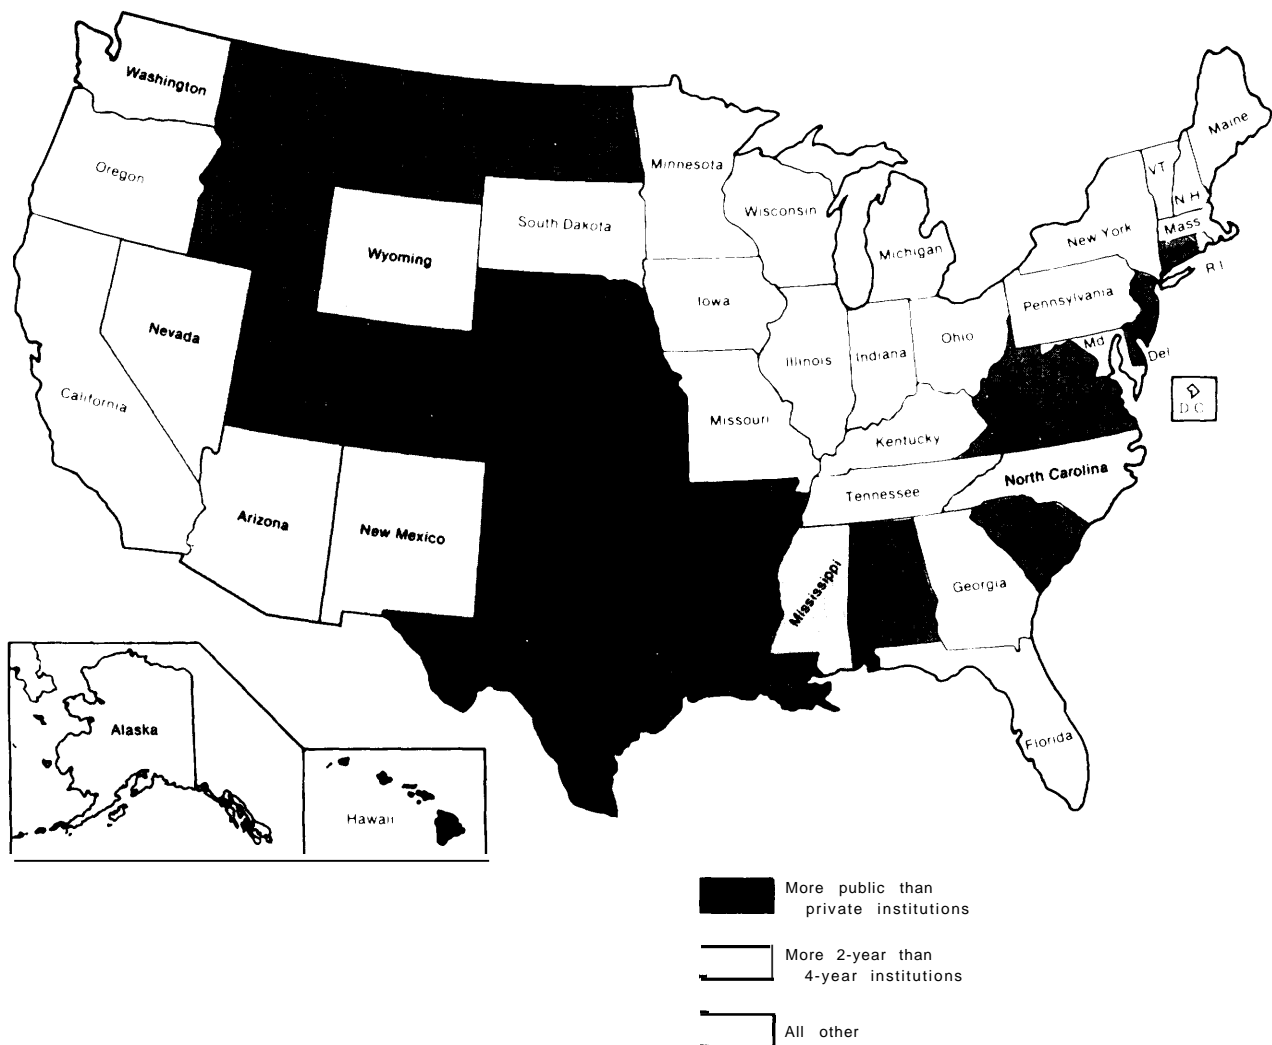 Washington
Oregon
California
Nevada
Wyoming
South Dakota
Minnesota
Wisconsin
Michigan
Iowa
Illinois
Indiana
Ohio
Missouri
Kentucky
Tennessee
Arizona
New Mexico
Mississippi
Georgia
Florida
North Carolina
Pennsylvania
New York
VT
N H
Maine
Mass
R I
Md
Del
D C
Alaska
Hawaii
More public than
private institutions
More 2-year than
4-year institutions
All other